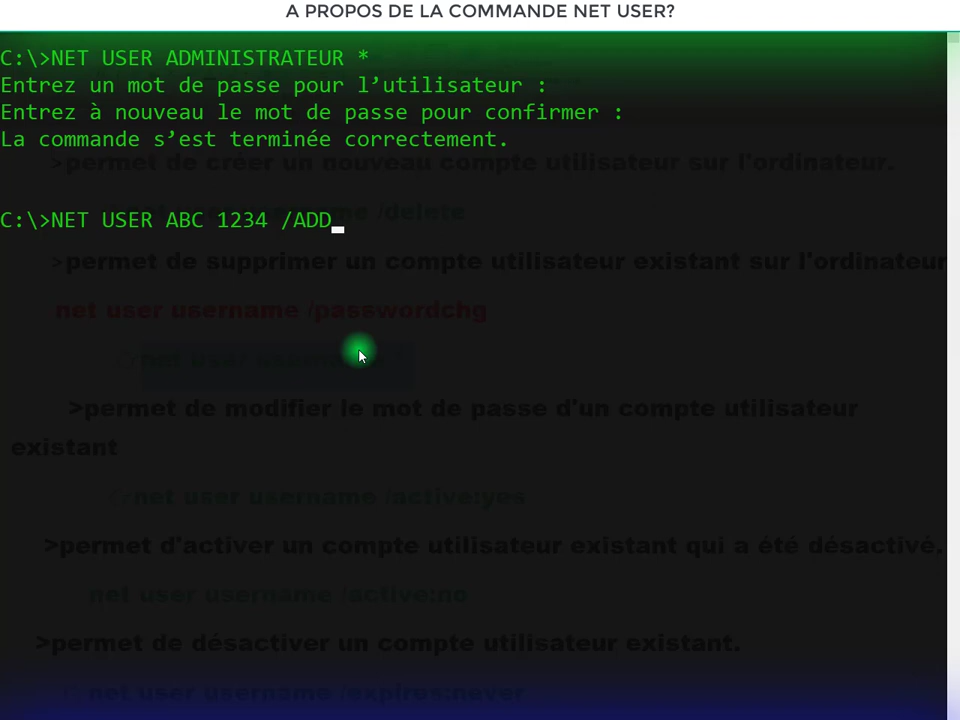 A PROPOS DE LA COMMANDE NET USER?
C:\>NET USER ADMINISTRATEUR *
Entrez un mot de passe pour l’utilisateur :
Entrez à nouveau le mot de passe pour confirmer :
La commande s’est terminée correctement.
>permet de créer un nouveau compte utilisateur sur l'ordinateur.
/delete
C:\>NET USER ABC 1234 /ADD
>permet de supprimer un compte utilisateur existant sur l'ordinateur
net user username /passwordchg
net user username *
>permet de modifier le mot de passe d'un compte utilisateur
existant
net user username /active:yes
>permet d'activer un compte utilisateur existant qui a été désactivé.
net user username /active:no
>permet de désactiver un compte utilisateur existant.
net user username /expires:never